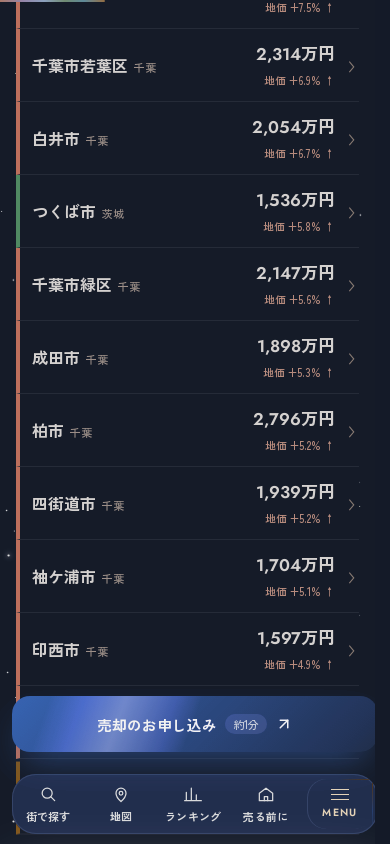 地価 +7.5% ↑
千葉市若葉区 千葉
2,314万円
地価 +6.9% ↑
白井市 千葉
2,054万円
地価 +6.7% ↑
つくば市 茨城
1,536万円
地価 +5.8% ↑
千葉市緑区 千葉
2,147万円
地価 +5.6% ↑
成田市 千葉
1,898万円
地価 +5.3% ↑
柏市 千葉
2,796万円
地価 +5.2% ↑
四街道市 千葉
1,939万円
地価 +5.2% ↑
袖ケ浦市 千葉
1,704万円
地価 +5.1% ↑
印西市 千葉
1,597万円
地価 +4.9% ↑
売却のお申し込み 約1分
街で探す 地図 ランキング 売る前に MENU